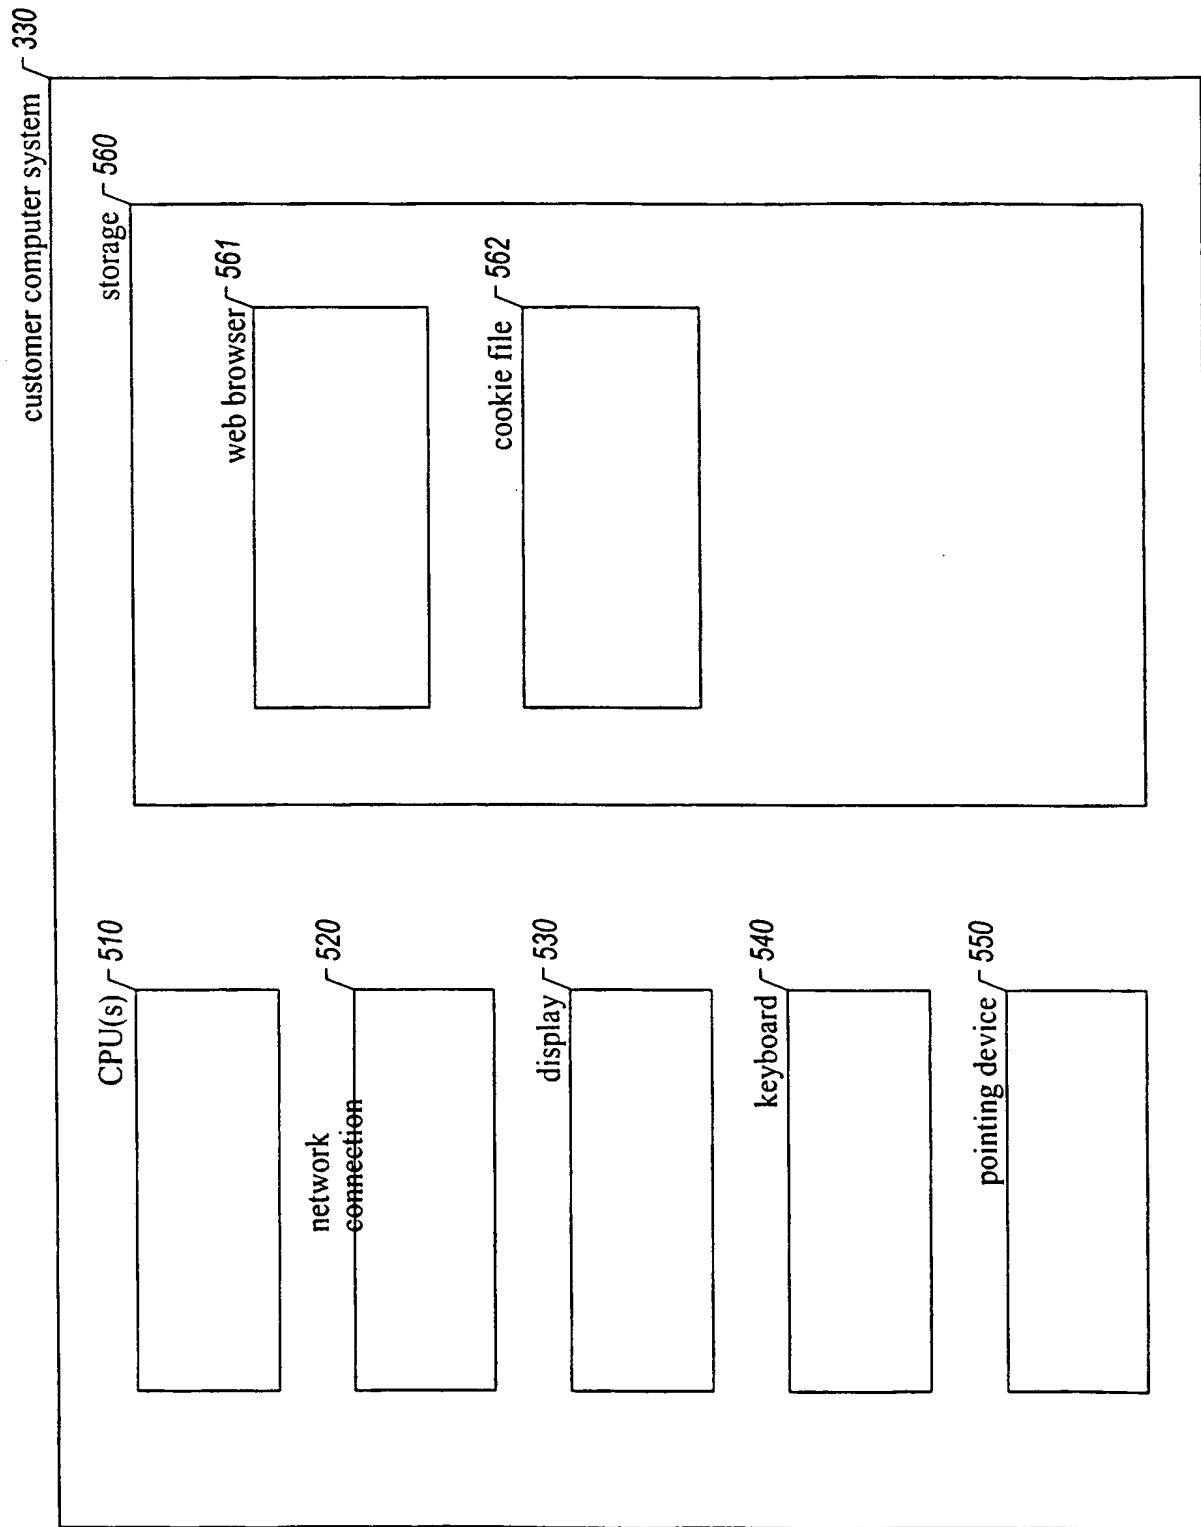 customer computer system 330
CPU(s) 510
network
connection 520
display 530
keyboard 540
pointing device 550
storage 560
web browser 561
cookie file 562